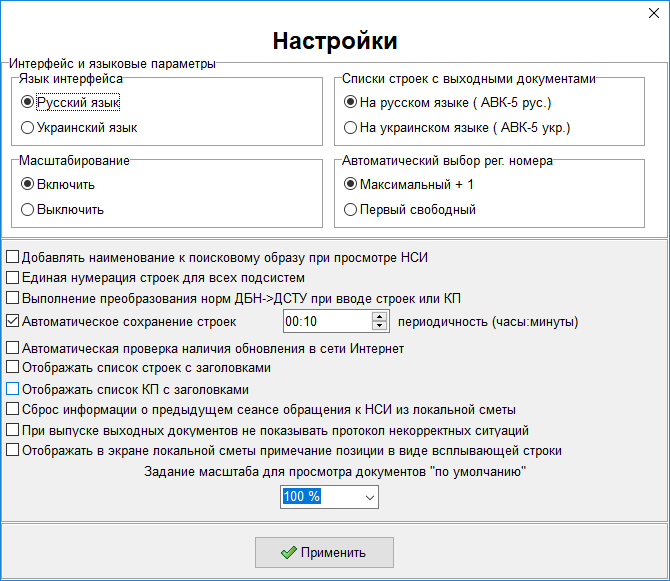 Настройки
Интерфейс и языковые параметры
Язык интерфейса
Русский язык
Украинский язык
Списки строк с выходными документами
На русском языке ( АВК-5 рус.)
На украинском языке ( АВК-5 укр.)
Масштабирование
Включить
Выключить
Автоматический выбор рег. номера
Максимальный + 1
Первый свободный
Добавлять наименование к поисковому образу при просмотре НСИ
Единая нумерация строек для всех подсистем
Выполнение преобразования норм ДБН->ДСТУ при вводе строек или КП
Автоматическое сохранение строек 00:10 периодичность (часы:минуты)
Автоматическая проверка наличия обновления в сети Интернет
Отображать список строек с заголовками
Отображать список КП с заголовками
Сброс информации о предыдущем сеансе обращения к НСИ из локальной сметы
При выпуске выходных документов не показывать протокол некорректных ситуаций
Отображать в экране локальной сметы примечание позиции в виде всплывающей строки
Задание масштаба для просмотра документов "по умолчанию"
100 %
Применить